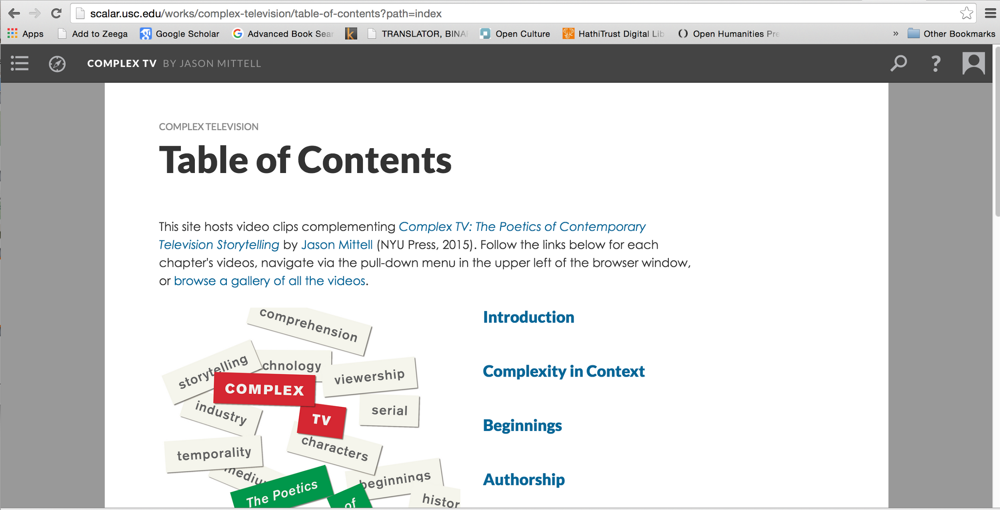 scalar.usc.edu/works/complex-television/table-of-contents?path=index
Apps Add to Zeega Google Scholar Advanced Book Sear k TRANSLATOR, BINA Open Culture HathiTrust Digital Lib Open Humanities Pre » Other Bookmarks
COMPLEX TV BY JASON MITTELL ?
COMPLEX TELEVISION
Table of Contents
This site hosts video clips complementing Complex TV: The Poetics of Contemporary
Television Storytelling by Jason Mittell (NYU Press, 2015). Follow the links below for each
chapter's videos, navigate via the pull-down menu in the upper left of the browser window,
or browse a gallery of all the videos.
comprehension
storytelling
chnology
viewership
COMPLEX
industry
TV
serial
characters
temporality
mediu
beginnings
The Poetics
of
histor
Introduction
Complexity in Context
Beginnings
Authorship